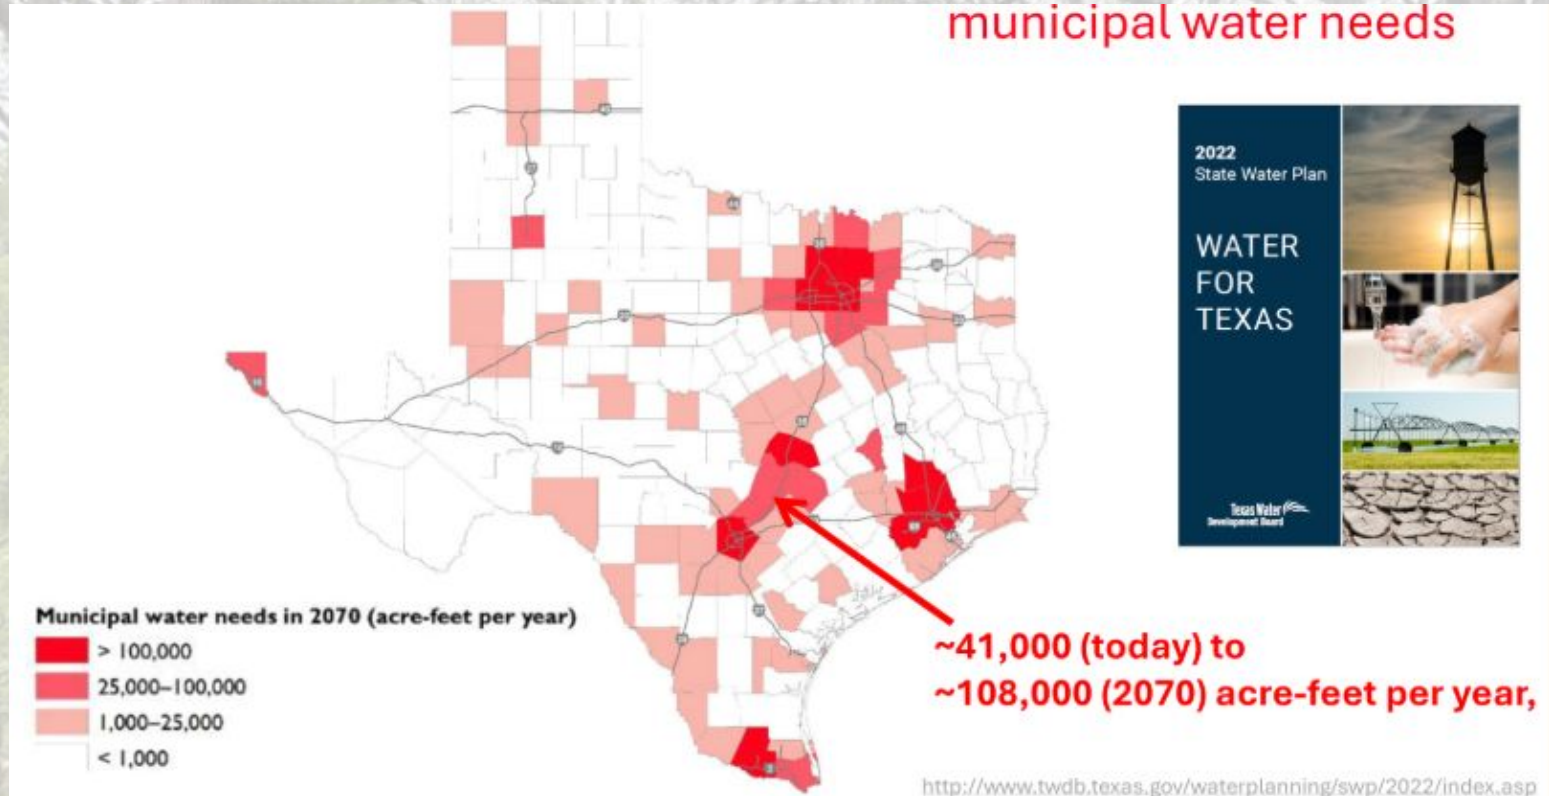 municipal water needs
2022
State Water Plan
WATER
FOR
TEXAS
Texas Water
Development Board
Municipal water needs in 2070 (acre-feet per year)
> 100,000
25,000–100,000
1,000–25,000
< 1,000
~41,000 (today) to
~108,000 (2070) acre-feet per year,
http://www.twdb.texas.gov/waterplanning/swp/2022/index.asp